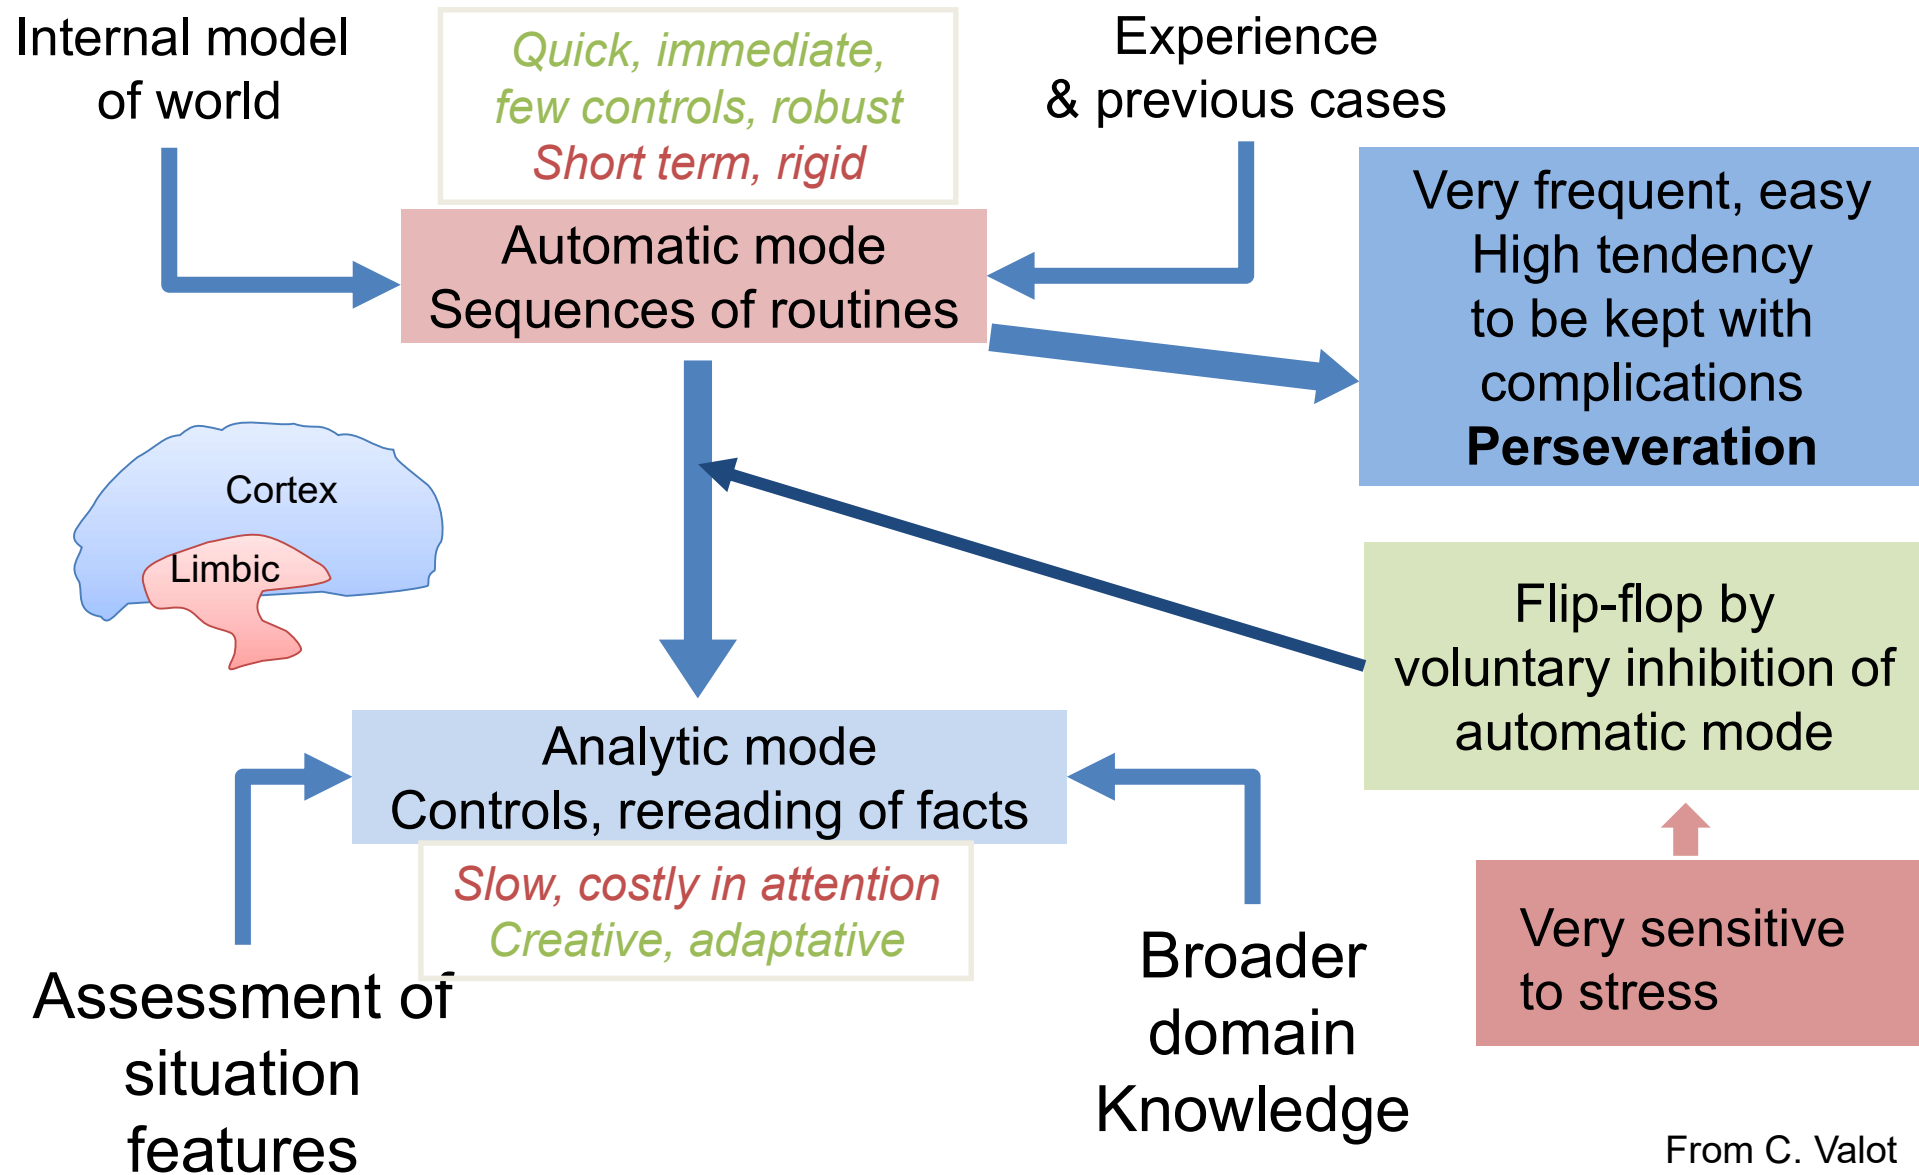 Internal model
of world
Quick, immediate,
few controls, robust
Short term, rigid
Experience
& previous cases
Automatic mode
Sequences of routines
Very frequent, easy
High tendency
to be kept with
complications
Perseveration
Cortex
Limbic
Flip-flop by
voluntary inhibition of
automatic mode
Analytic mode
Controls, rereading of facts
Slow, costly in attention
Creative, adaptative
Very sensitive
to stress
Assessment of
situation
features
Broader
domain
Knowledge
From C. Valot